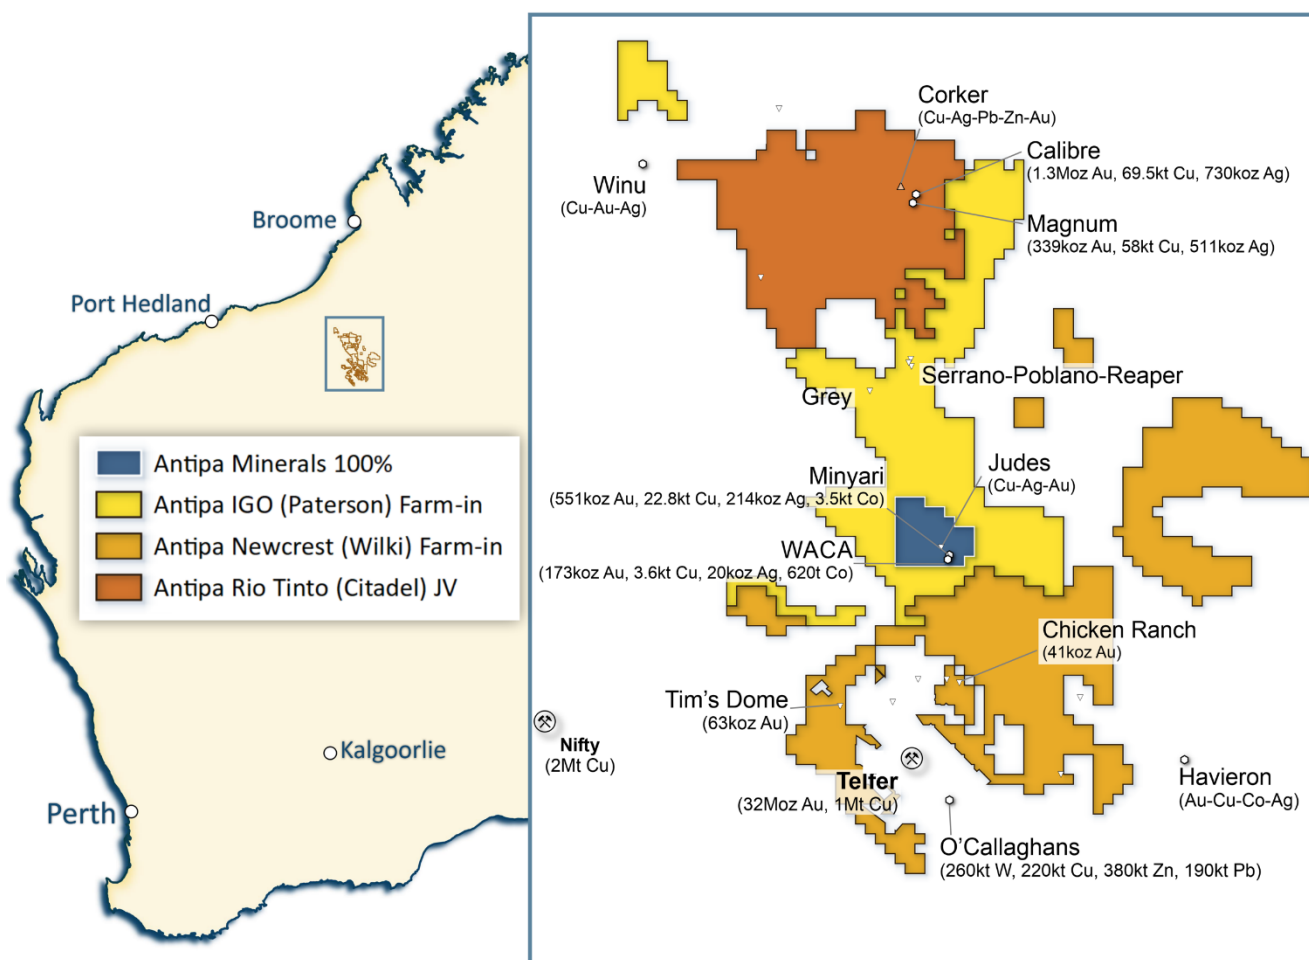 Broome
Port Hedland
Kalgoorlie
Perth
Antipa Minerals 100%
Antipa IGO (Paterson) Farm-in
Antipa Newcrest (Wilki) Farm-in
Antipa Rio Tinto (Citadel) JV
Corker
(Cu-Ag-Pb-Zn-Au)
Calibre
(1.3Moz Au, 69.5kt Cu, 730koz Ag)
Winu
(Cu-Au-Ag)
Magnum
(339koz Au, 58kt Cu, 511koz Ag)
Serrano-Poblano-Reaper
Grey
Judes
(Cu-Ag-Au)
Minyari
(551koz Au, 22.8kt Cu, 214koz Ag, 3.5kt Co)
WACA
(173koz Au, 3.6kt Cu, 20koz Ag, 620t Co)
Chicken Ranch
(41koz Au)
Tim's Dome
(63koz Au)
Nifty
(2Mt Cu)
Telfer
(32Moz Au, 1Mt Cu)
Havieron
(Au-Cu-Co-Ag)
O'Callaghans
(260kt W, 220kt Cu, 380kt Zn, 190kt Pb)